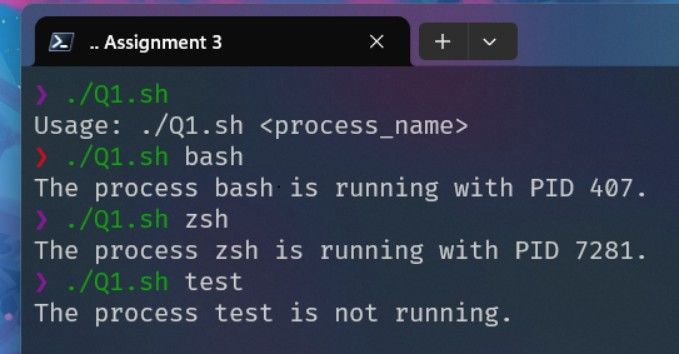 .. Assignment 3
❯ ./Q1.sh
Usage: ./Q1.sh <process_name>
❯ ./Q1.sh bash
The process bash is running with PID 407.
❯ ./Q1.sh zsh
The process zsh is running with PID 7281.
❯ ./Q1.sh test
The process test is not running.